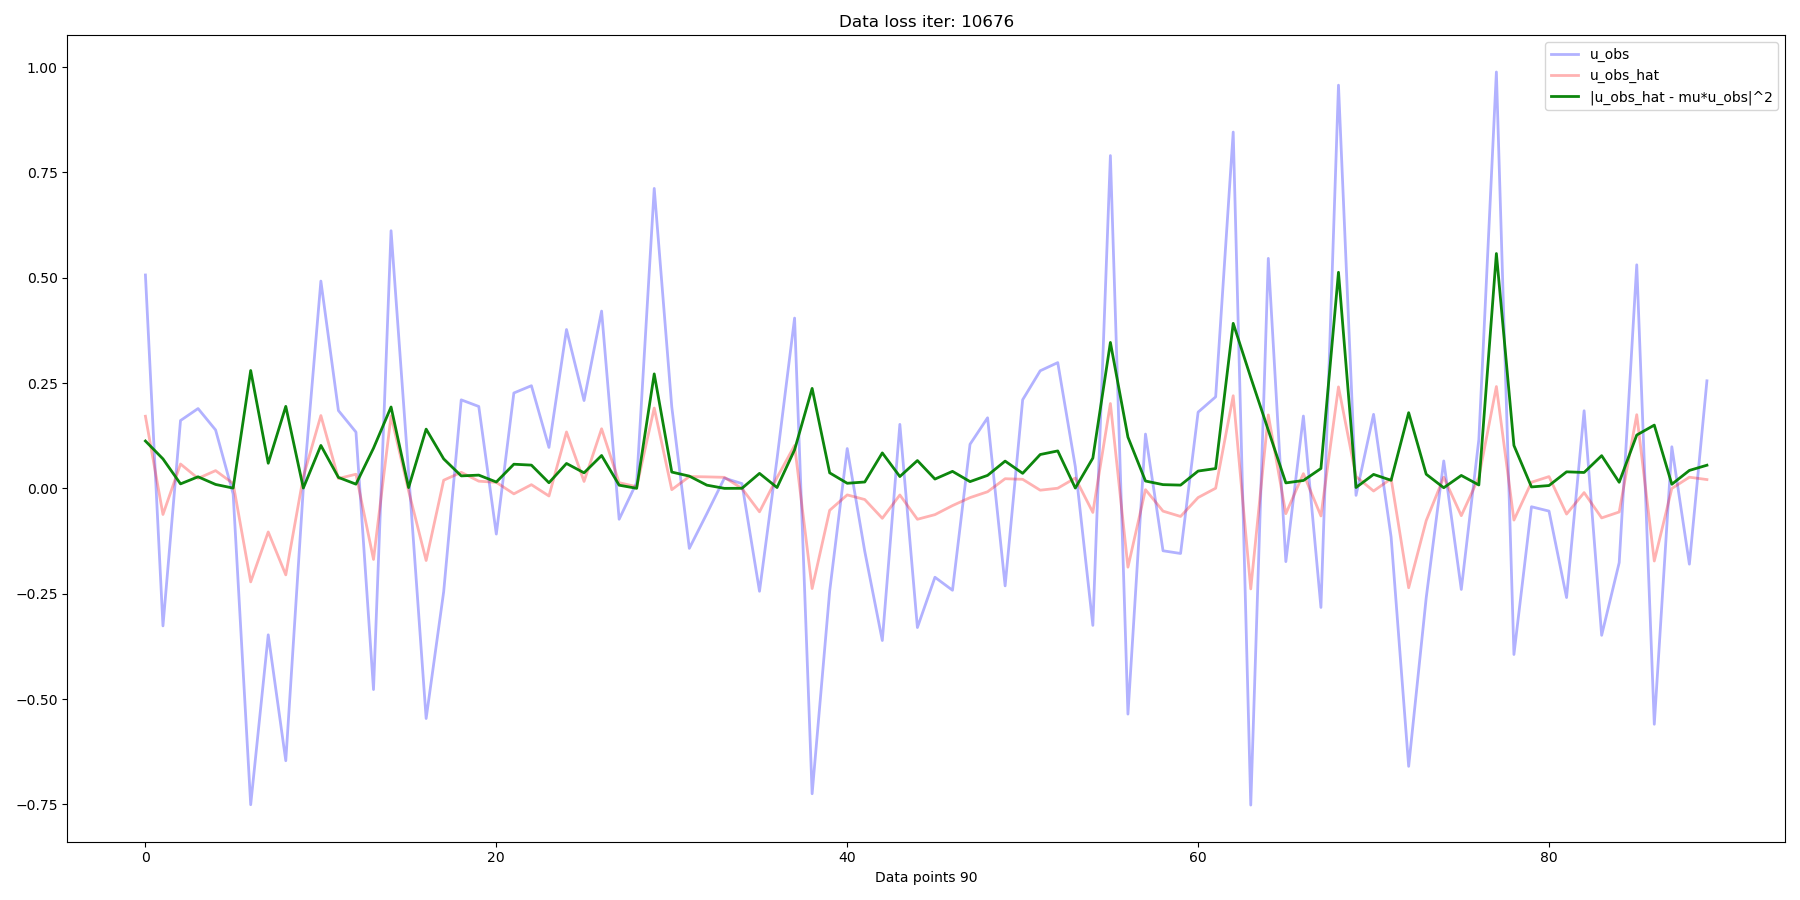 Data loss iter: 10676
u_obs
u_obs_hat
|u_obs_hat - mu*u_obs|^2
1.00
0.75
0.50
0.25
0.00
−0.25
−0.50
−0.75
0 20 40 60 80
Data points 90